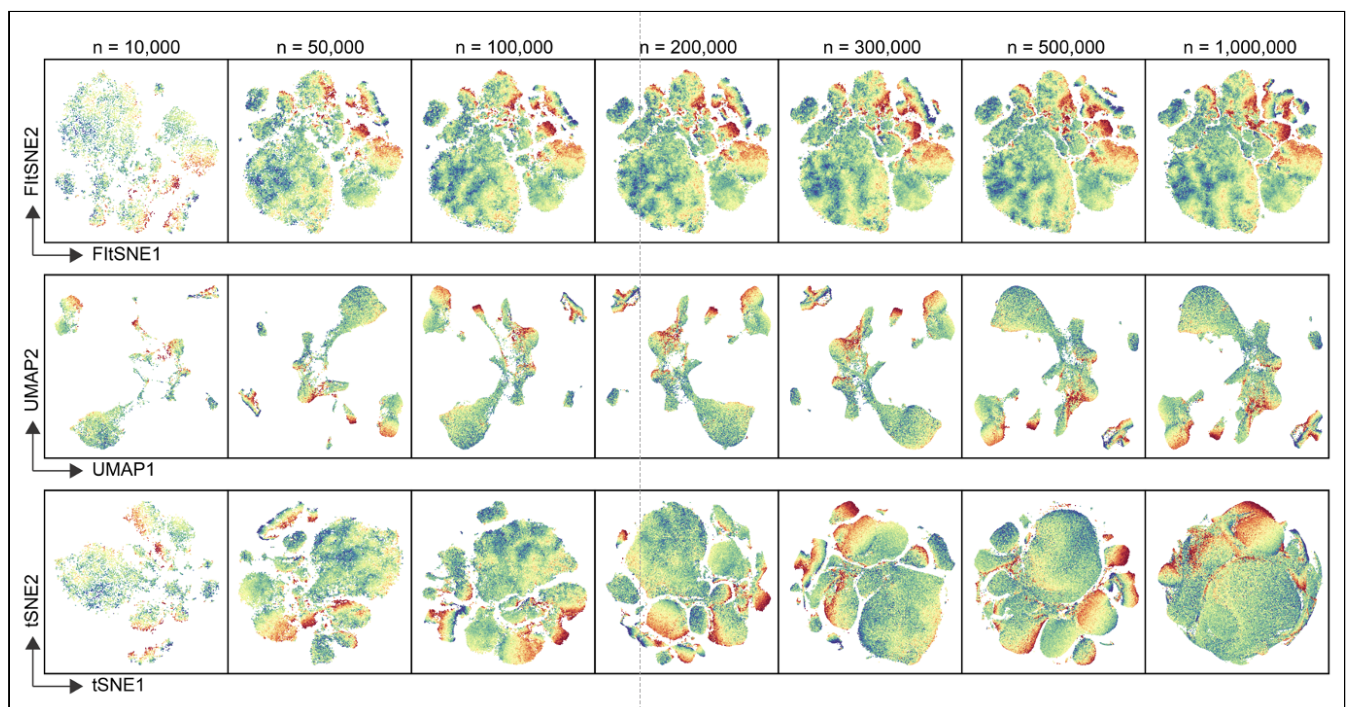 n = 10,000 n = 50,000 n = 100,000 n = 200,000 n = 300,000 n = 500,000 n = 1,000,000
FItSNE2
FItSNE1
UMAP2
UMAP1
tSNE2
tSNE1